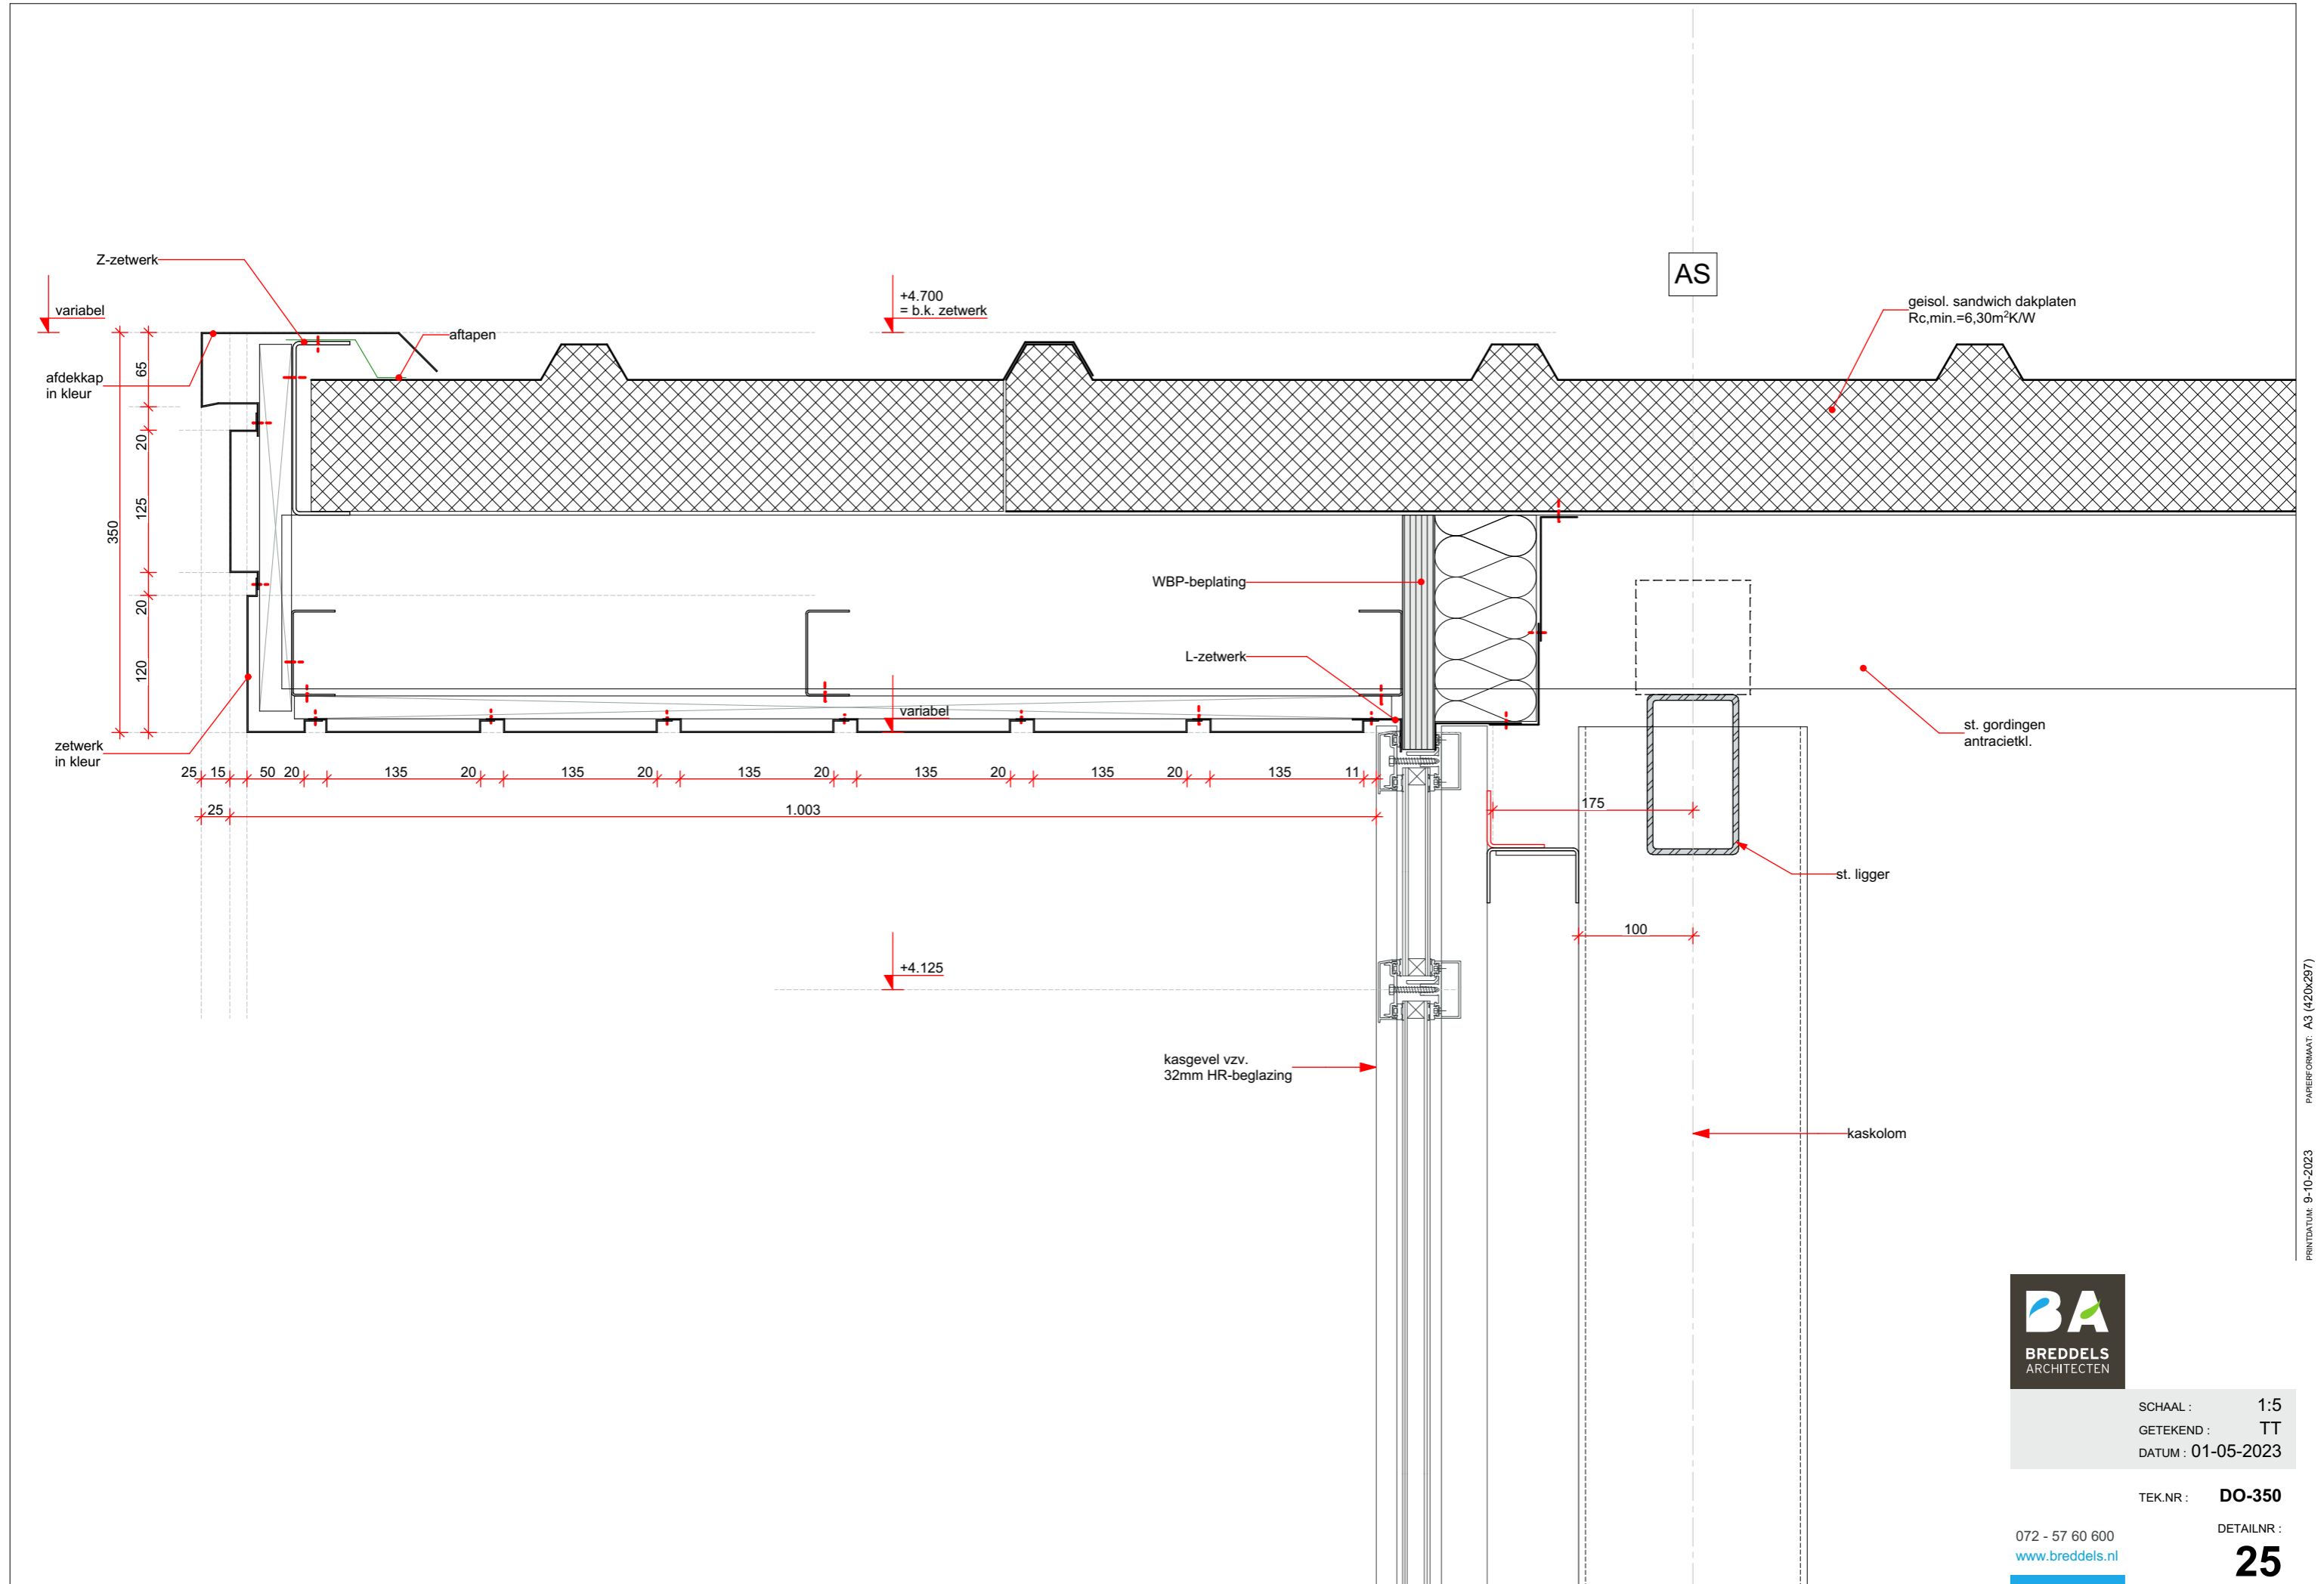 AS
Z-zetwerk
variabel
+4.700
= b.k. zetwerk
geisol. sandwich dakplaten
Rc,min.=6,30m²K/W
aftapen
afdekkap
in kleur
65
20
125
350
20
120
WBP-beplating
L-zetwerk
variabel
st. gordingen
antracietkl.
zetwerk
in kleur
25 15 50 20 135 20 135 20 135 20 135 20 135 20 135 11
25 1.003
175
st. ligger
100
+4.125
kasgevel vzv.
32mm HR-beglazing
kaskolom
PRINTDATUM: 9-10-2023 PAPIERFORMAAT: A3 (420x297)
BA
BREDDELS
ARCHITECTEN
SCHAAL : 1:5
GETEKEND : TT
DATUM : 01-05-2023
TEK.NR : DO-350
DETAILNR :
072 - 57 60 600
www.breddels.nl
25